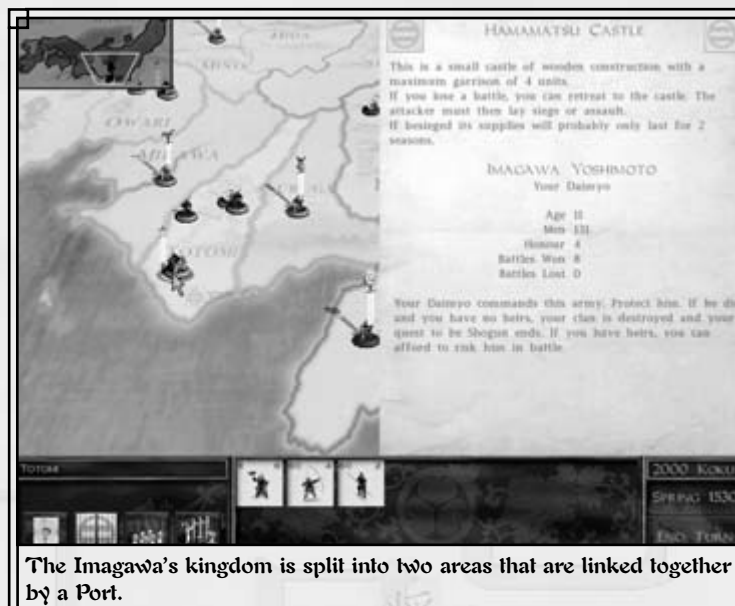 HAMAMATSU CASTLE
This is a small castle of wooden construction with a
maximum garrison of 4 units.
If you lose a battle, you can retreat to the castle. The
attacker must then lay siege or assault.
If besieged its supplies will probably only last for 2
seasons.
IMAGAWA YOSHIMOTO
Your Daimyo
Age 11
Men 131
Honour 4
Battles Won 8
Battles Lost 0
Your Daimyo commands this army. Protect him. If he di
and you have no heirs, your clan is destroyed and your
quest to be Shogun ends. If you have heirs, you can
afford to risk him in battle.
OWARI
MIKAWA
TOTOMI
TOTOMI
2000 KOKU
SPRING 1530
END TURN
The Imagawa's kingdom is split into two areas that are linked together
by a Port.